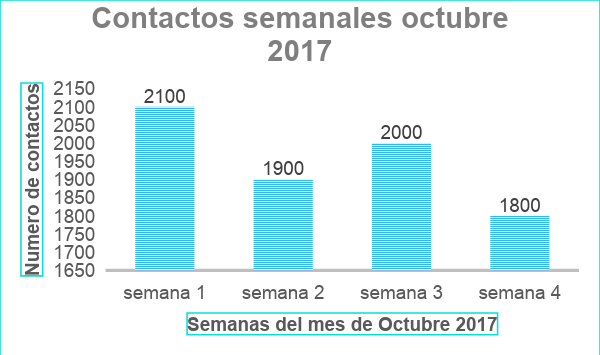 Contactos semanales octubre
2017
Numero de contactos
2150
2100
2050
2000
1950
1900
1850
1800
1750
1700
1650
2100
1900
2000
1800
semana 1
semana 2
semana 3
semana 4
Semanas del mes de Octubre 2017